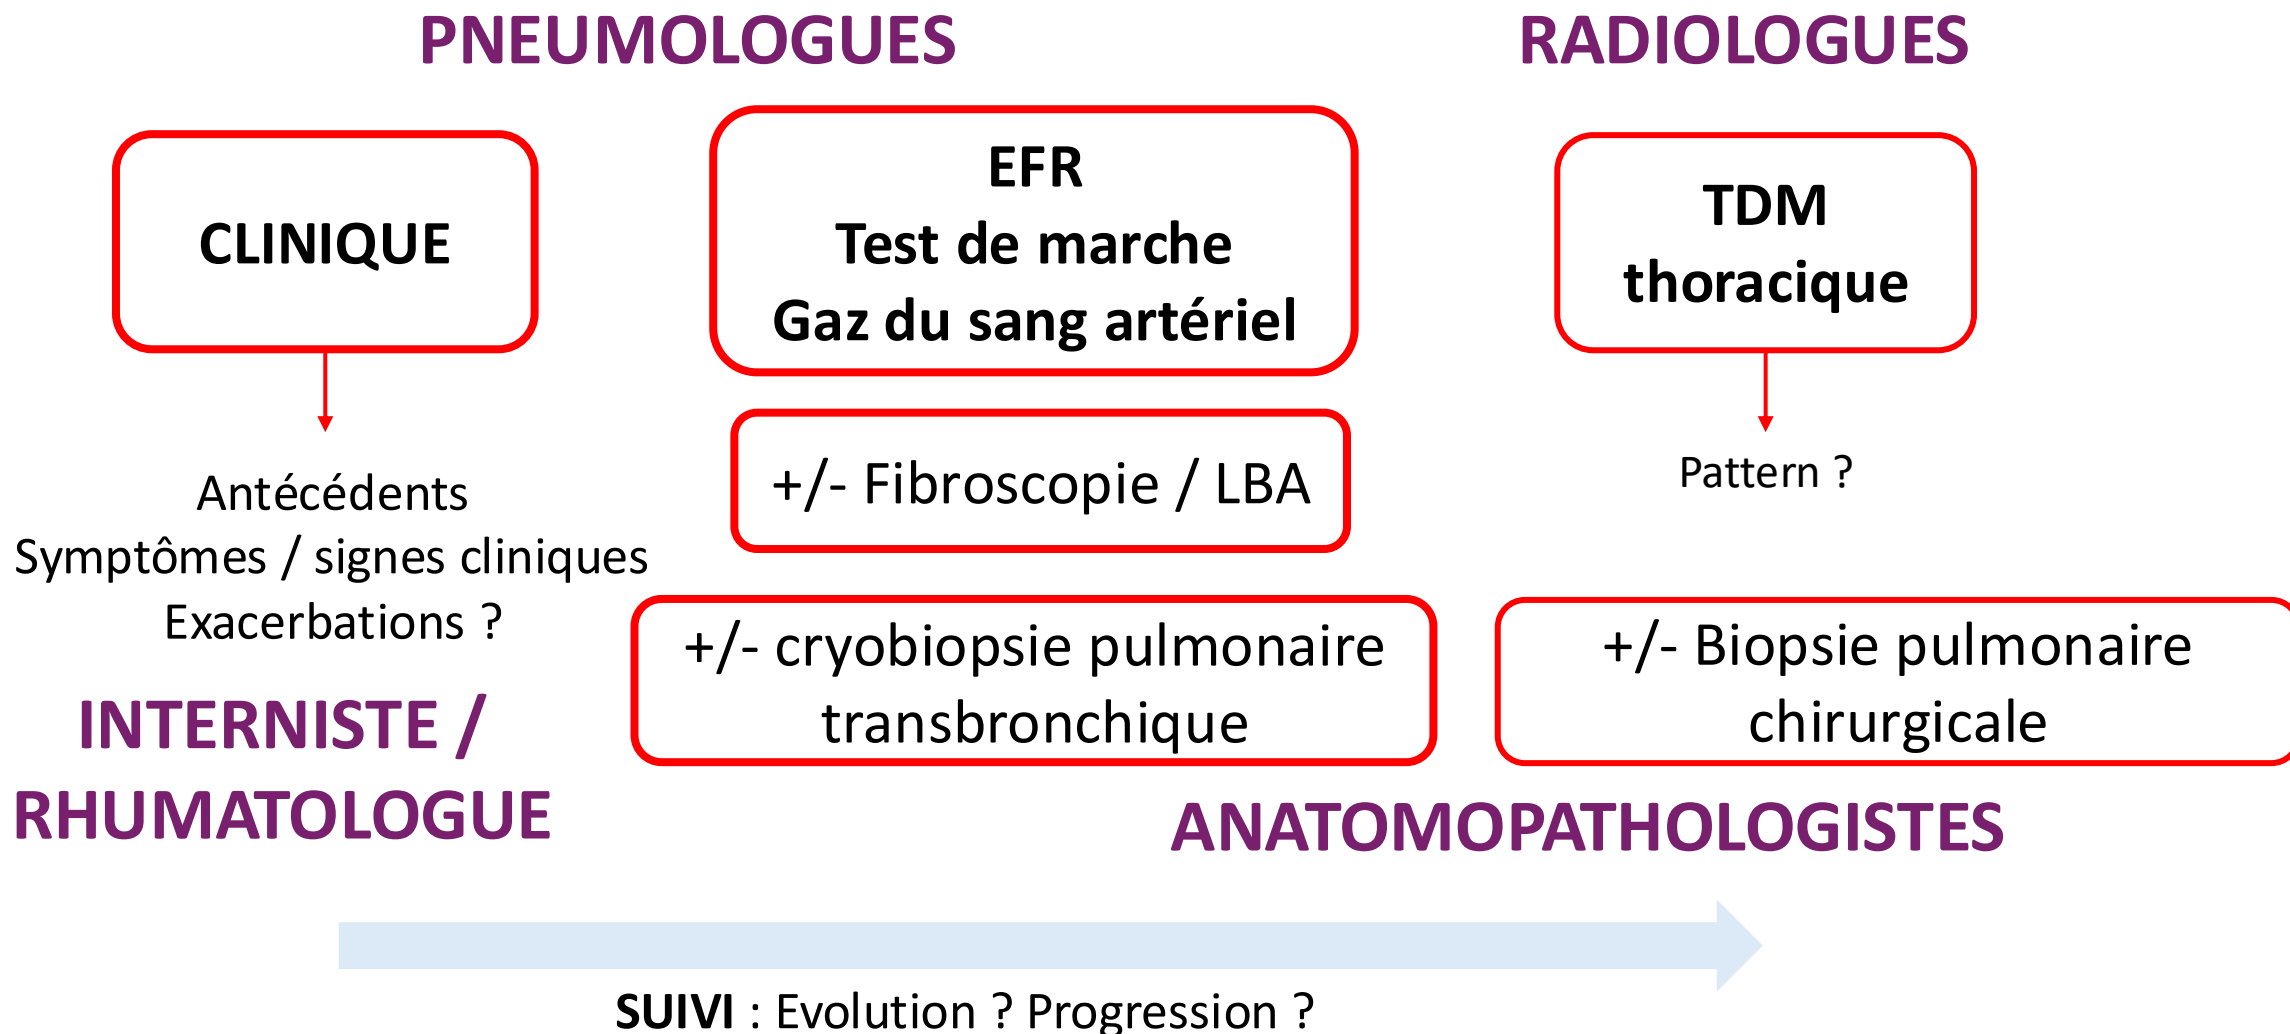 PNEUMOLOGUES
RADIOLOGUES
CLINIQUE
EFR
Test de marche
Gaz du sang artériel
TDM
thoracique
+/- Fibroscopie / LBA
Pattern ?
Antécédents
Symptômes / signes cliniques
Exacerbations ?
+/- cryobiopsie pulmonaire
transbronchique
+/- Biopsie pulmonaire
chirurgicale
INTERNISTE /
RHUMATOLOGUE
ANATOMOPATHOLOGISTES
SUIVI : Evolution ? Progression ?